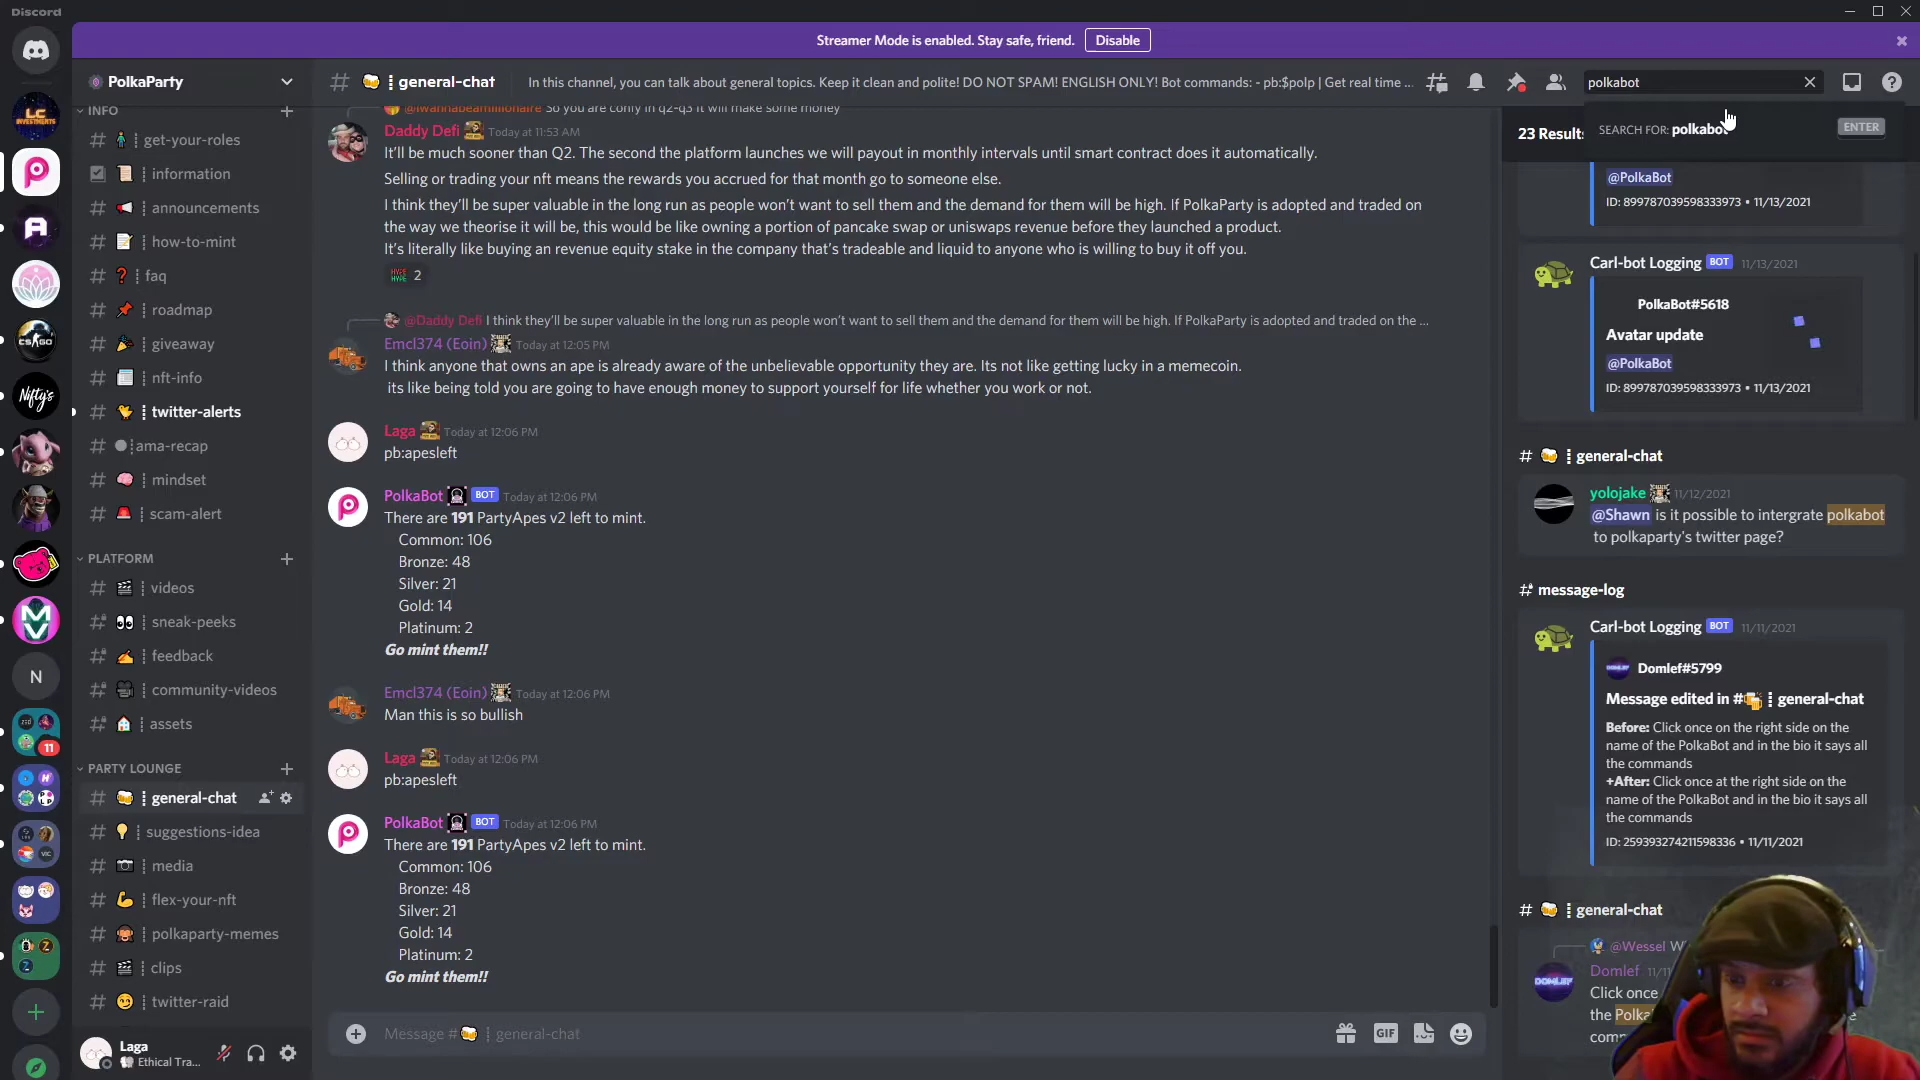 Discord
Streamer Mode is enabled. Stay safe, friend.
Disable
PolkaParty
general-chat
In this channel, you can talk about general topics. Keep it clean and polite! DO NOT SPAM! ENGLISH ONLY! Bot commands: - pb:$polp | Get real time ...
polkabot
INFO
get-your-roles
information
announcements
how-to-mint
faq
roadmap
giveaway
nft-info
twitter-alerts
ama-recap
mindset
scam-alert
PLATFORM
videos
sneak-peeks
feedback
community-videos
assets
PARTY LOUNGE
general-chat
suggestions-idea
media
flex-your-nft
polkaparty-memes
clips
twitter-raid
Laga
Ethical Tra...
LC
INVESTMENTS
CS:GO
Nifty's
N
11
@iwannabeamillionaire So you are comfy in q2-q3 it will make some money
Daddy Defi Today at 11:53 AM
It'll be much sooner than Q2. The second the platform launches we will payout in monthly intervals until smart contract does it automatically.
Selling or trading your nft means the rewards you accrued for that month go to someone else.
I think they'll be super valuable in the long run as people won't want to sell them and the demand for them will be high. If PolkaParty is adopted and traded on
the way we theorise it will be, this would be like owning a portion of pancake swap or uniswaps revenue before they launched a product.
It's literally like buying an revenue equity stake in the company that's tradeable and liquid to anyone who is willing to buy it off you.
HYPE HYPE 2
@Daddy Defi I think they'll be super valuable in the long run as people won't want to sell them and the demand for them will be high. If PolkaParty is adopted and traded on the ...
Emcl374 (Eoin) Today at 12:05 PM
I think anyone that owns an ape is already aware of the unbelievable opportunity they are. Its not like getting lucky in a memecoin.
its like being told you are going to have enough money to support yourself for life whether you work or not.
Laga Today at 12:06 PM
pb:apesleft
PolkaBot BOT Today at 12:06 PM
There are 191 PartyApes v2 left to mint.
Common: 106
Bronze: 48
Silver: 21
Gold: 14
Platinum: 2
Go mint them!!
Emcl374 (Eoin) Today at 12:06 PM
Man this is so bullish
Laga Today at 12:06 PM
pb:apesleft
PolkaBot BOT Today at 12:06 PM
There are 191 PartyApes v2 left to mint.
Common: 106
Bronze: 48
Silver: 21
Gold: 14
Platinum: 2
Go mint them!!
Message # general-chat
GIF
23 Results
SEARCH FOR: polkabot
ENTER
@PolkaBot
ID: 899787039598333973 • 11/13/2021
Carl-bot Logging BOT 11/13/2021
PolkaBot#5618
Avatar update
@PolkaBot
ID: 899787039598333973 • 11/13/2021
# general-chat
yolojake 11/12/2021
@Shawn is it possible to intergrate polkabot
to polkaparty's twitter page?
# message-log
Carl-bot Logging BOT 11/11/2021
Domlef#5799
Message edited in # general-chat
Before: Click once on the right side on the
name of the PolkaBot and in the bio it says all
the commands
+After: Click once at the right side on the
name of the PolkaBot and in the bio it says all
the commands
ID: 259393274211598336 • 11/11/2021
# general-chat
@Wessel W
Domlef 11/11
DOMLEF
Click once
the Polka
comm